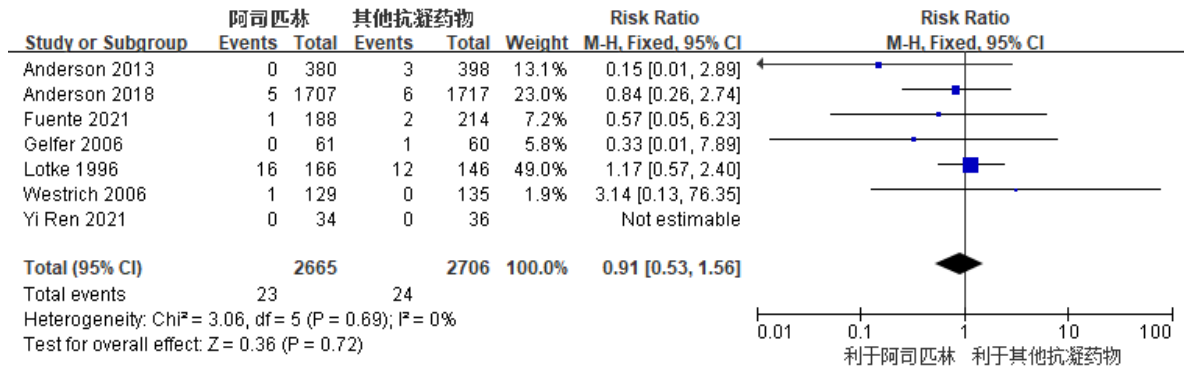 阿司匹林 其他抗凝药物 Risk Ratio Risk Ratio
Study or Subgroup Events Total Events Total Weight M-H, Fixed, 95% CI M-H, Fixed, 95% CI
Anderson 2013 0 380 3 398 13.1% 0.15 [0.01, 2.89]
Anderson 2018 5 1707 6 1717 23.0% 0.84 [0.26, 2.74]
Fuente 2021 1 188 2 214 7.2% 0.57 [0.05, 6.23]
Gelfer 2006 0 61 1 60 5.8% 0.33 [0.01, 7.89]
Lotke 1996 16 166 12 146 49.0% 1.17 [0.57, 2.40]
Westrich 2006 1 129 0 135 1.9% 3.14 [0.13, 76.35]
Yi Ren 2021 0 34 0 36 Not estimable
Total (95% CI) 2665 2706 100.0% 0.91 [0.53, 1.56]
Total events 23 24
Heterogeneity: Chi² = 3.06, df = 5 (P = 0.69); I² = 0%
Test for overall effect: Z = 0.36 (P = 0.72)
0.01 0.1 1 10 100
利于阿司匹林 利于其他抗凝药物